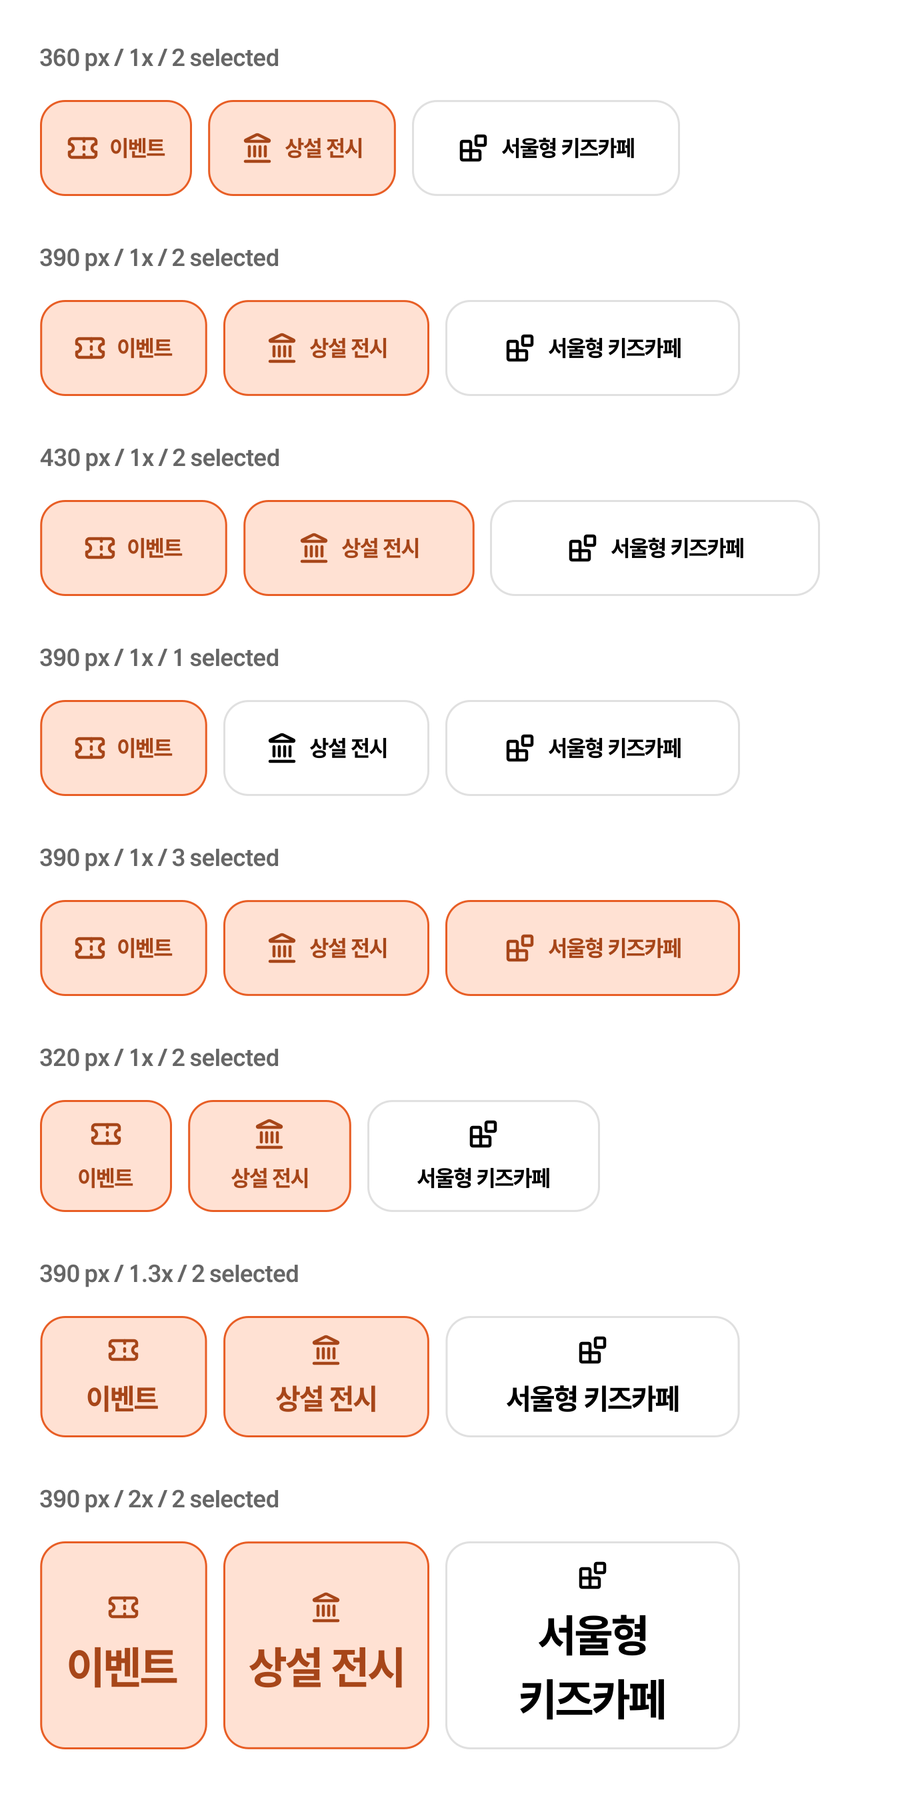 360 px / 1x / 2 selected
이벤트 상설 전시 서울형 키즈카페
390 px / 1x / 2 selected
이벤트 상설 전시 서울형 키즈카페
430 px / 1x / 2 selected
이벤트 상설 전시 서울형 키즈카페
390 px / 1x / 1 selected
이벤트 상설 전시 서울형 키즈카페
390 px / 1x / 3 selected
이벤트 상설 전시 서울형 키즈카페
320 px / 1x / 2 selected
이벤트 상설 전시 서울형 키즈카페
390 px / 1.3x / 2 selected
이벤트 상설 전시 서울형 키즈카페
390 px / 2x / 2 selected
이벤트 상설 전시 서울형
키즈카페